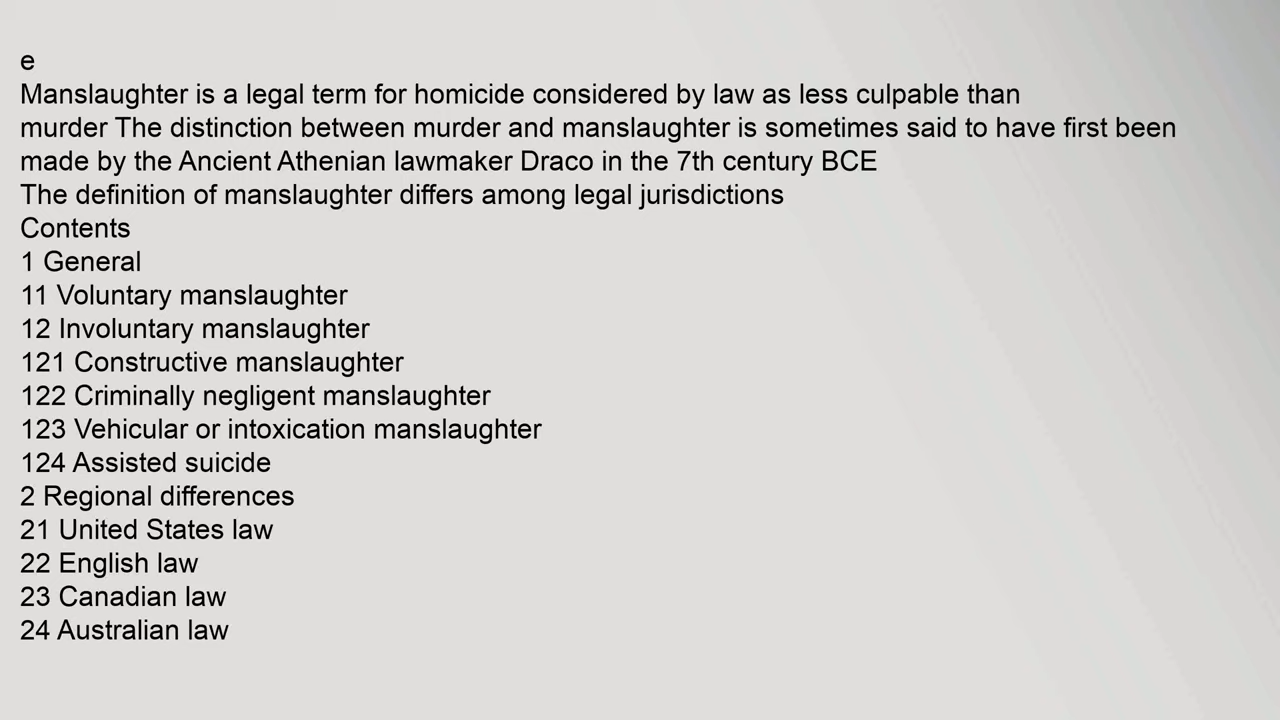 e
Manslaughter is a legal term for homicide considered by law as less culpable than
murder The distinction between murder and manslaughter is sometimes said to have first been
made by the Ancient Athenian lawmaker Draco in the 7th century BCE
The definition of manslaughter differs among legal jurisdictions
Contents
1 General
11 Voluntary manslaughter
12 Involuntary manslaughter
121 Constructive manslaughter
122 Criminally negligent manslaughter
123 Vehicular or intoxication manslaughter
124 Assisted suicide
2 Regional differences
21 United States law
22 English law
23 Canadian law
24 Australian law